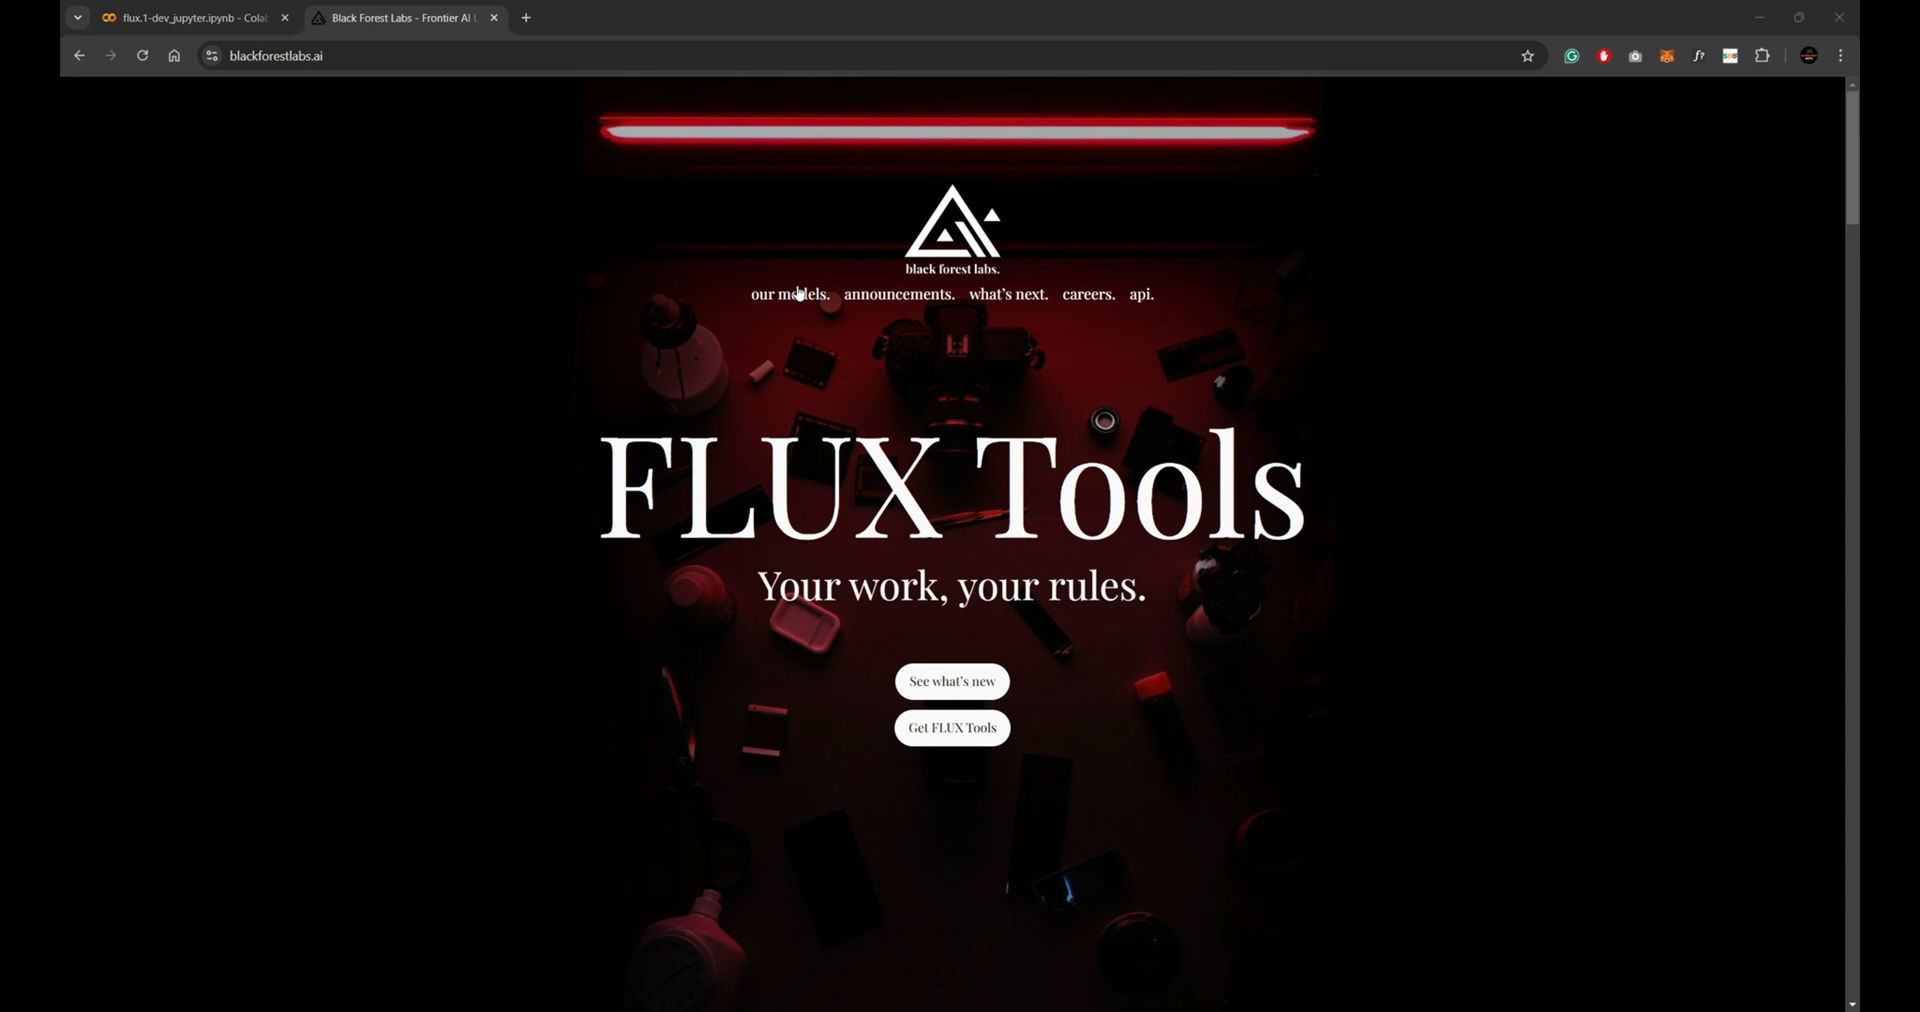 flux.1-dev_jupyter.ipynb - Colab
Black Forest Labs - Frontier AI L
blackforestlabs.ai
black forest labs.
our models. announcements. what's next. careers. api.
FLUX Tools
Your work, your rules.
See what's new
Get FLUX Tools